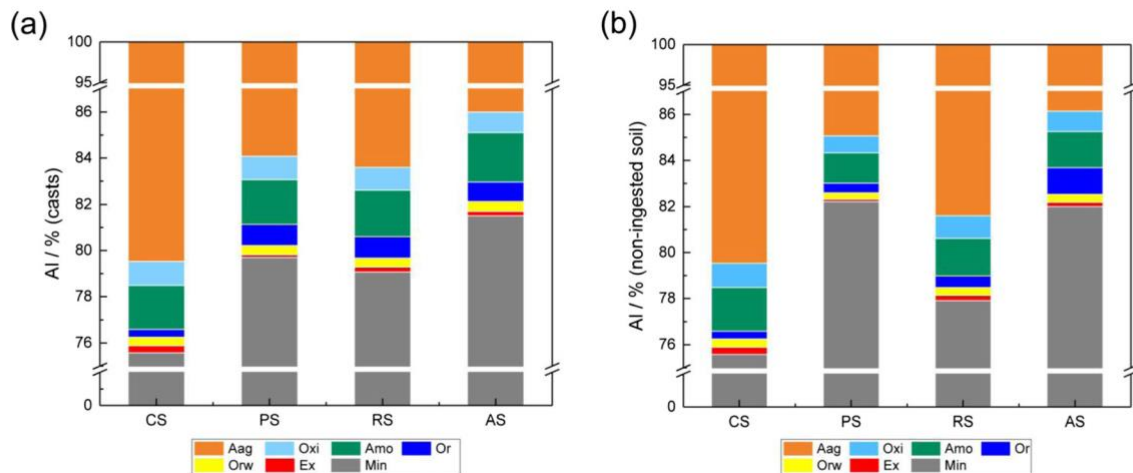 (a)
100
95
86
84
82
80
78
76
0
Al / % (casts)
CS PS RS AS
Aag Oxi Amo Or
Orw Ex Min
(b)
100
95
86
84
82
80
78
76
0
Al / % (non-ingested soil)
CS PS RS AS
Aag Oxi Amo Or
Orw Ex Min